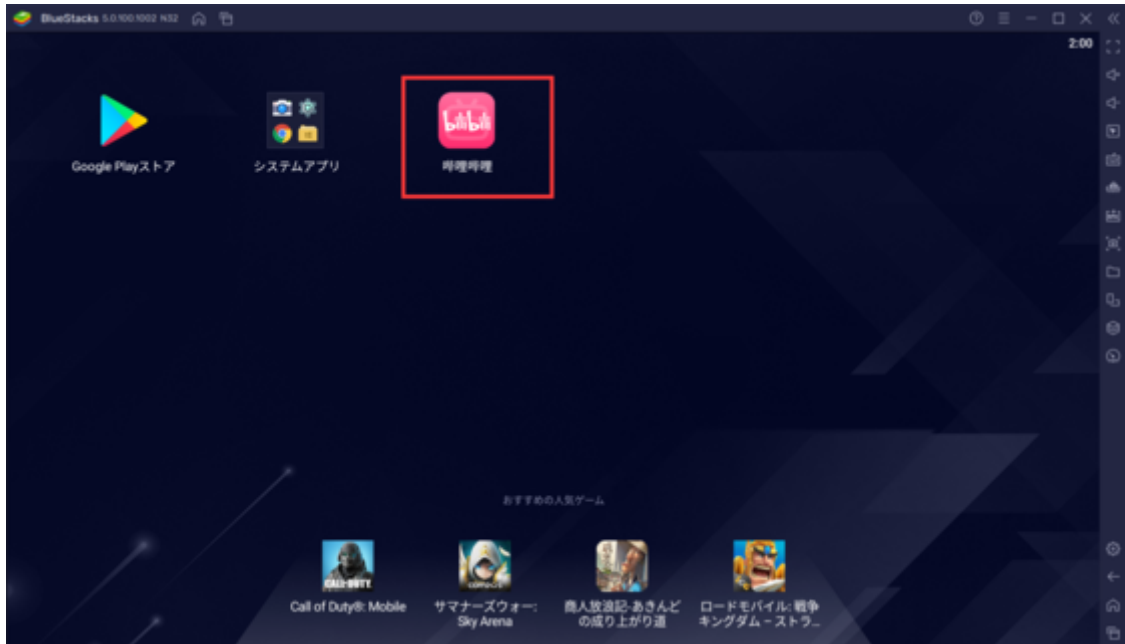 BlueStacks 5.0.100.1002 N32
2:00
bilibili
Google Playストア
システムアプリ
哔哩哔哩
おすすめの人気ゲーム
CALL OF DUTY
Call of Duty®: Mobile
サマナーズウォー:
Sky Arena
商人放浪記-あきんど
の成り上がり道
ロードモバイル: 戦争
キングダム - ストラ...